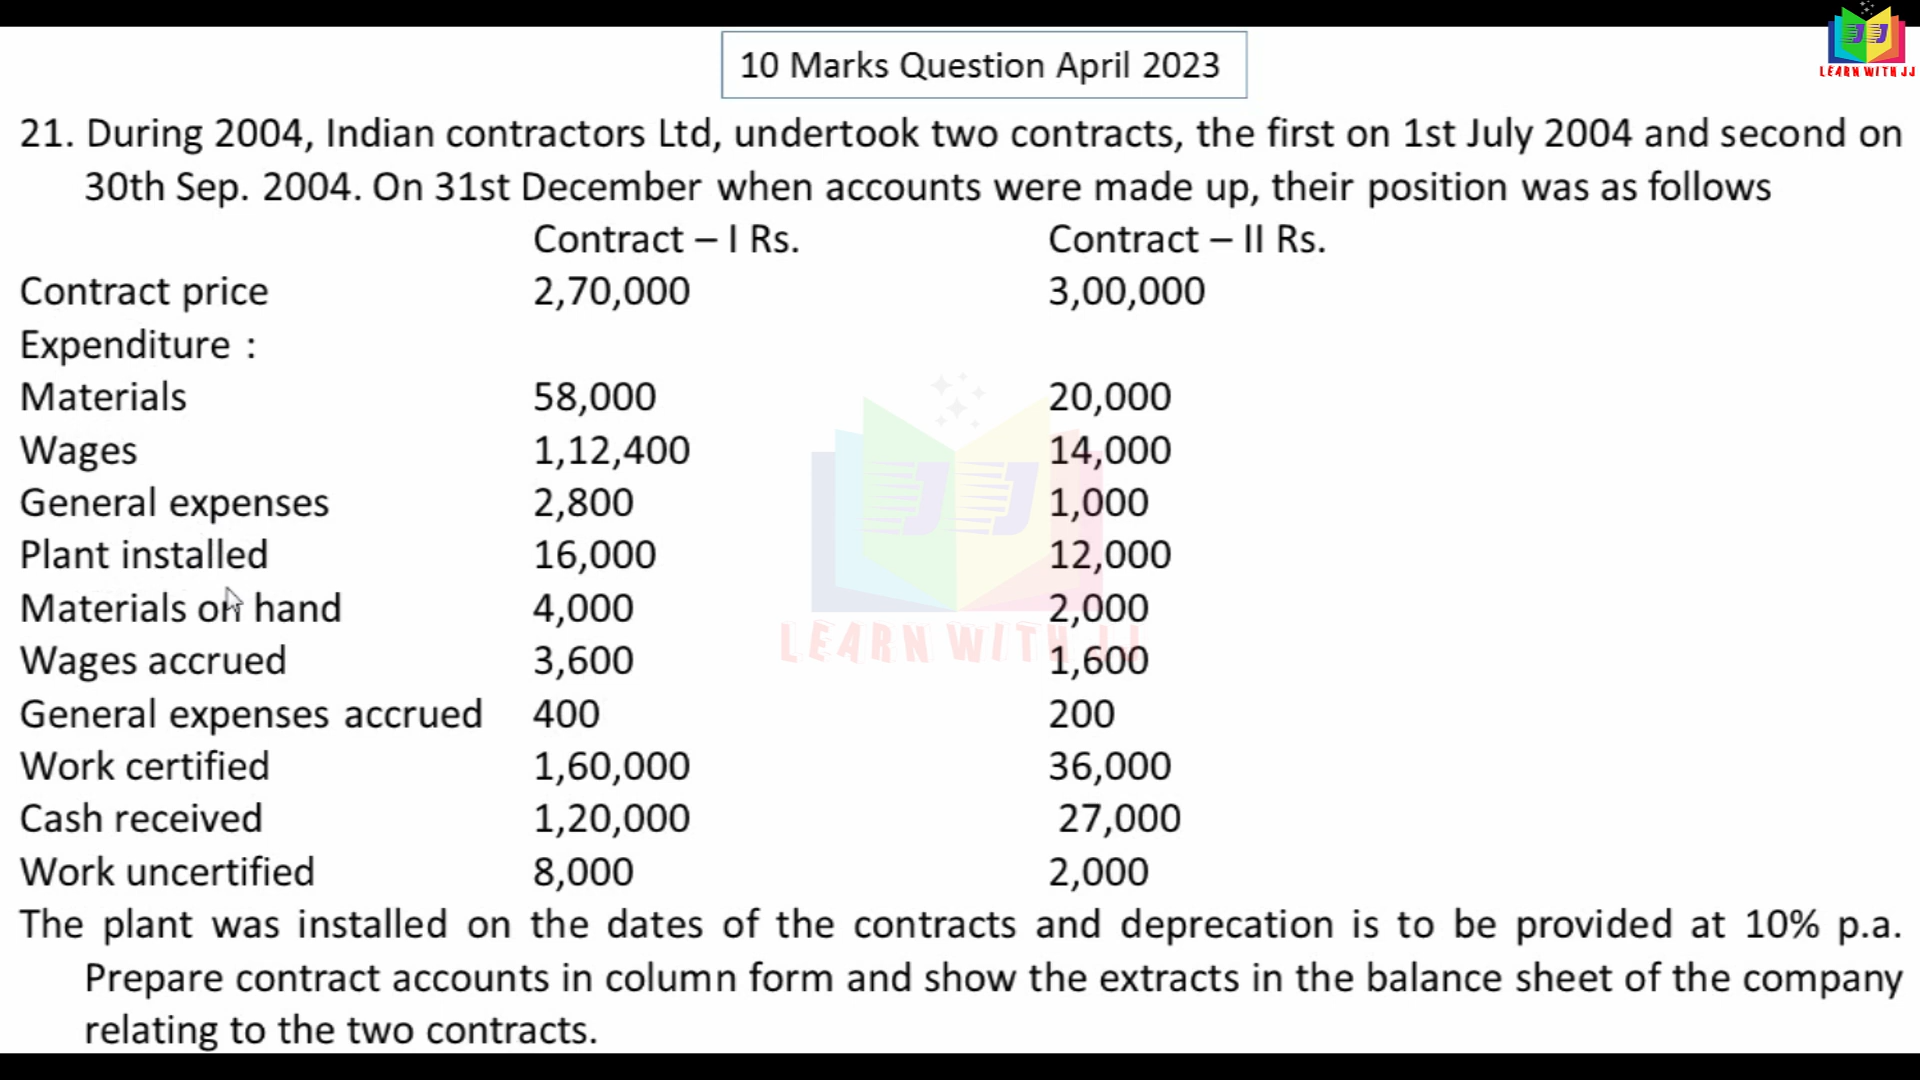 10 Marks Question April 2023
LEARN WITH JJ
21. During 2004, Indian contractors Ltd, undertook two contracts, the first on 1st July 2004 and second on
30th Sep. 2004. On 31st December when accounts were made up, their position was as follows
Contract – I Rs. Contract – II Rs.
Contract price 2,70,000 3,00,000
Expenditure :
Materials 58,000 20,000
Wages 1,12,400 14,000
General expenses 2,800 1,000
Plant installed 16,000 12,000
Materials on hand 4,000 2,000
Wages accrued 3,600 1,600
General expenses accrued 400 200
Work certified 1,60,000 36,000
Cash received 1,20,000 27,000
Work uncertified 8,000 2,000
The plant was installed on the dates of the contracts and deprecation is to be provided at 10% p.a.
Prepare contract accounts in column form and show the extracts in the balance sheet of the company
relating to the two contracts.
JJ
LEARN WITH JJ